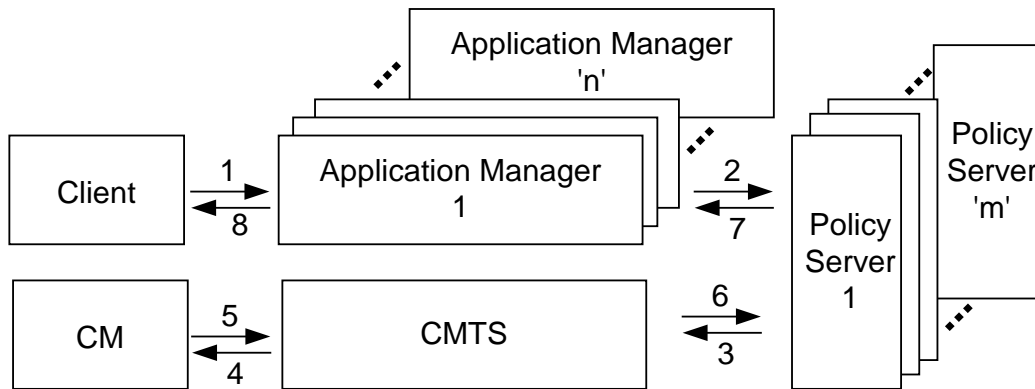 Application Manager
'n'
Policy
Server
'm'
Client
1
8
Application Manager
1
2
7
Policy
Server
1
CM
5
4
CMTS
6
3